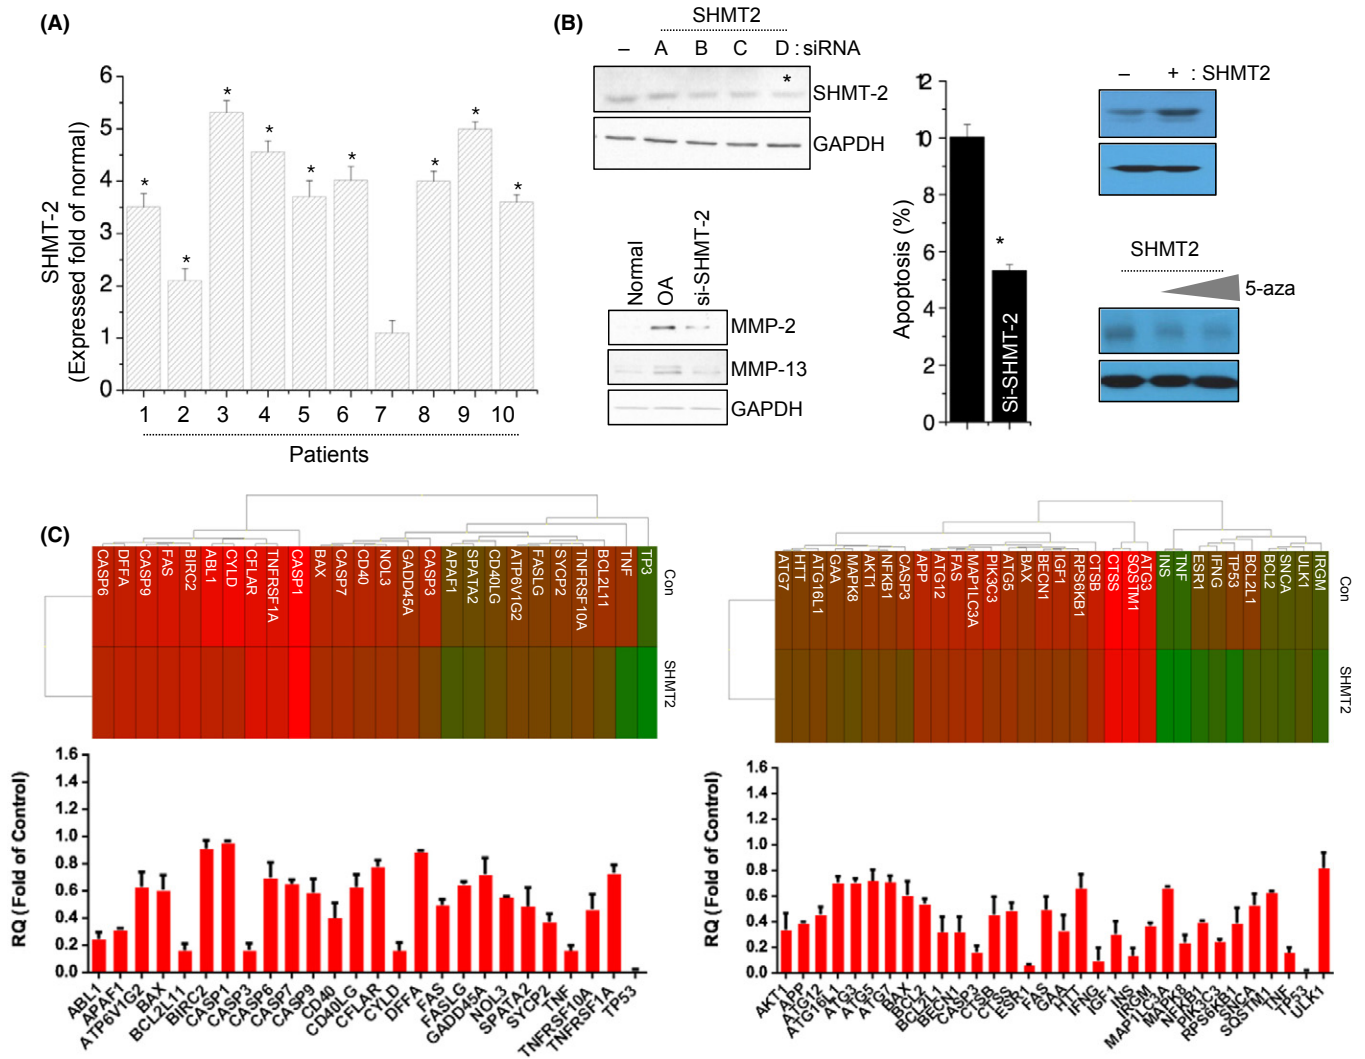 (A)
6
5
4
3
2
1
0
SHMT-2
(Expressed fold of normal)
* * * * * * * * *
1 2 3 4 5 6 7 8 9 10
Patients
(B)
SHMT2
– A B C D : siRNA
*
SHMT-2
GAPDH
Normal
OA
si-SHMT-2
MMP-2
MMP-13
GAPDH
12
10
8
6
4
2
0
Apoptosis (%)
*
Si-SHMT-2
– + : SHMT2
SHMT2
5-aza
(C)
CASP6 DFFA CASP9 FAS BIRC2 ABL1 CYLD CFLAR TNFRSF1A CASP1 BAX CASP7 CD40 NOL3 GADD45A CASP3 APAF1 SPATA2 CD40LG ATP6V1G2 FASLG SYCP2 TNFRSF10A BCL2L11 TNF TP3
Con
SHMT2
1.6
1.4
1.2
1.0
0.8
0.6
0.4
0.2
0.0
RQ (Fold of Control)
ABL1 APAF1 ATP6V1G2 BAX BCL2L11 BIRC2 CASP1 CASP3 CASP6 CASP7 CASP9 CD40 CD40LG CFLAR CYLD DFFA FAS FASLG GADD45A NOL3 SPATA2 SYCP2 TNF TNFRSF10A TNFRSF1A TP53
ATG7 HTT ATG16L1 GAA MAPK8 AKT1 NFKB1 CASP3 APP ATG12 FAS MAP1LC3A PIK3C3 ATG5 BAX BECN1 IGF1 RPS6KB1 CTSB CTSS SQSTM1 ATG3 INS TNF ESR1 IFNG TP53 BCL2L1 BCL2 SNCA ULK1 IRGM
Con
SHMT2
1.6
1.4
1.2
1.0
0.8
0.6
0.4
0.2
0.0
RQ (Fold of Control)
AKT1 APP ATG12 ATG16L1 ATG3 ATG5 ATG7 BAX BCL2 BCL2L1 BECN1 CASP3 CTSB CTSS ESR1 FAS GAA HTT IFNG IGF1 INS IRGM MAP1LC3A MAPK8 NFKB1 PIK3C3 RPS6KB1 SNCA SQSTM1 TNF TP53 ULK1